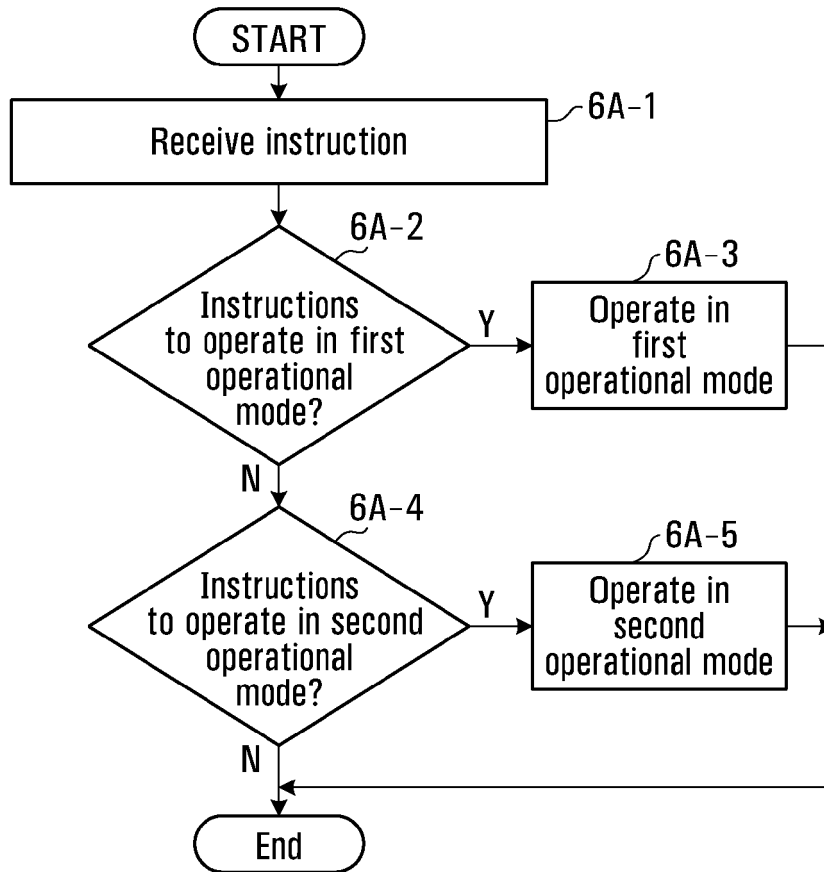 START
6A-1
Receive instruction
6A-2
Instructions
to operate in first
operational
mode?
Y
6A-3
Operate in
first
operational mode
N
6A-4
Instructions
to operate in second
operational
mode?
Y
6A-5
Operate in
second
operational mode
N
End